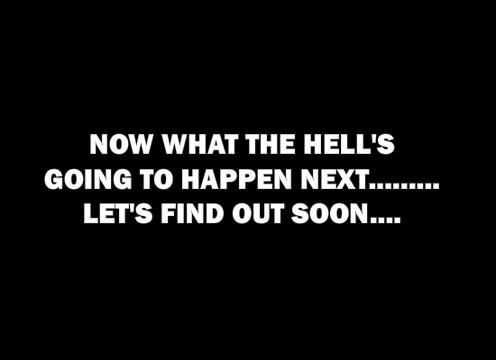 NOW WHAT THE HELL'S
GOING TO HAPPEN NEXT.........
LET'S FIND OUT SOON....